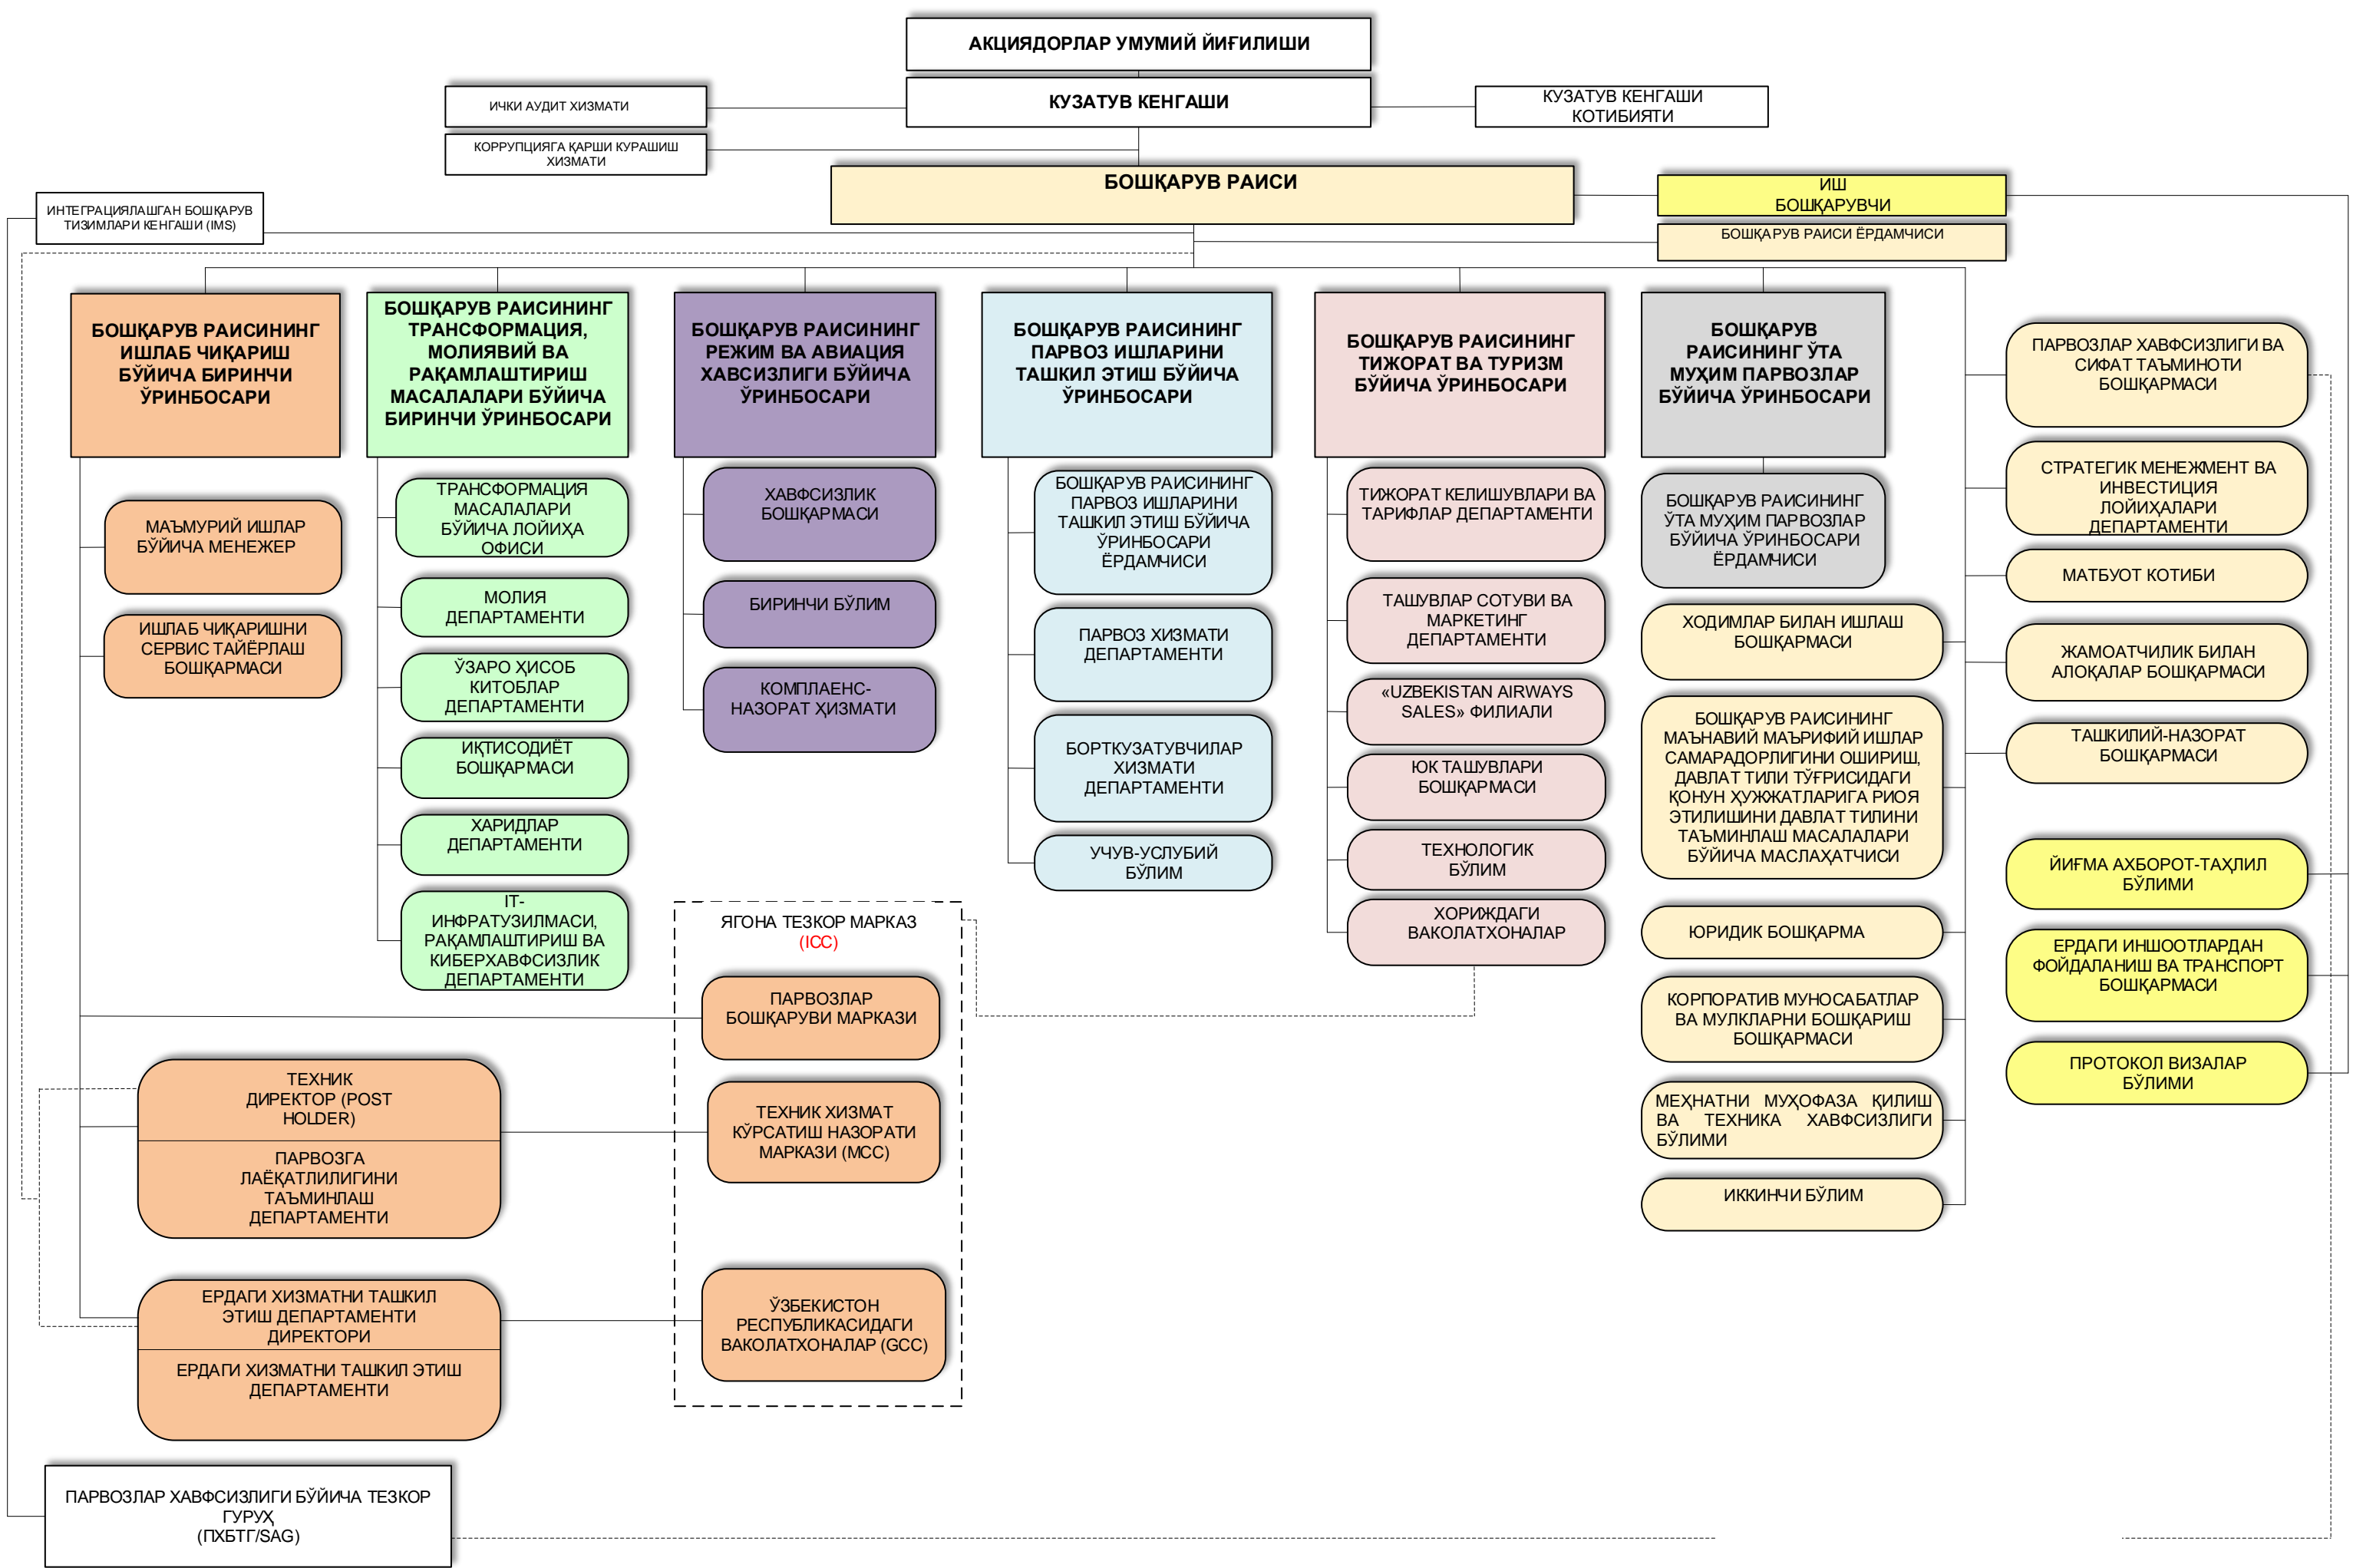 АКЦИЯДОРЛАР УМУМИЙ ЙИҒИЛИШИ
ИЧКИ АУДИТ ХИЗМАТИ
КУЗАТУВ КЕНГАШИ
КУЗАТУВ КЕНГАШИ
КОТИБИЯТИ
КОРРУПЦИЯГА ҚАРШИ КУРАШИШ
ХИЗМАТИ
БОШҚАРУВ РАИСИ
ИШ
БОШҚАРУВЧИ
ИНТЕГРАЦИЯЛАШГАН БОШҚАРУВ
ТИЗИМЛАРИ КЕНГАШИ (IMS)
БОШҚАРУВ РАИСИ ЁРДАМЧИСИ
БОШҚАРУВ РАИСИНИНГ
ИШЛАБ ЧИҚАРИШ
БЎЙИЧА БИРИНЧИ
ЎРИНБОСАРИ
МАЪМУРИЙ ИШЛАР
БЎЙИЧА МЕНЕЖЕР
ИШЛАБ ЧИҚАРИШНИ
СЕРВИС ТАЙЁРЛАШ
БОШҚАРМАСИ
БОШҚАРУВ РАИСИНИНГ
ТРАНСФОРМАЦИЯ,
МОЛИЯВИЙ ВА
РАҚАМЛАШТИРИШ
МАСАЛАЛАРИ БЎЙИЧА
БИРИНЧИ ЎРИНБОСАРИ
ТРАНСФОРМАЦИЯ
МАСАЛАЛАРИ
БЎЙИЧА ЛОЙИҲА
ОФИСИ
МОЛИЯ
ДЕПАРТАМЕНТИ
ЎЗАРО ҲИСОБ
КИТОБЛАР
ДЕПАРТАМЕНТИ
ИҚТИСОДИЁТ
БОШҚАРМАСИ
ХАРИДЛАР
ДЕПАРТАМЕНТИ
IT-
ИНФРАТУЗИЛМАСИ,
РАҚАМЛАШТИРИШ ВА
КИБЕРХАВФСИЗЛИК
ДЕПАРТАМЕНТИ
БОШҚАРУВ РАИСИНИНГ
РЕЖИМ ВА АВИАЦИЯ
ХАВСИЗЛИГИ БЎЙИЧА
ЎРИНБОСАРИ
ХАВФСИЗЛИК
БОШҚАРМАСИ
БИРИНЧИ БЎЛИМ
КОМПЛАЕНС-
НАЗОРАТ ҲИЗМАТИ
БОШҚАРУВ РАИСИНИНГ
ПАРВОЗ ИШЛАРИНИ
ТАШКИЛ ЭТИШ БЎЙИЧА
ЎРИНБОСАРИ
БОШҚАРУВ РАИСИНИНГ
ПАРВОЗ ИШЛАРИНИ
ТАШКИЛ ЭТИШ БЎЙИЧА
ЎРИНБОСАРИ
ЁРДАМЧИСИ
ПАРВОЗ ХИЗМАТИ
ДЕПАРТАМЕНТИ
БОРТКУЗАТУВЧИЛАР
ХИЗМАТИ
ДЕПАРТАМЕНТИ
УЧУВ-УСЛУБИЙ
БЎЛИМ
БОШҚАРУВ РАИСИНИНГ
ТИЖОРАТ ВА ТУРИЗМ
БЎЙИЧА ЎРИНБОСАРИ
ТИЖОРАТ КЕЛИШУВЛАРИ ВА
ТАРИФЛАР ДЕПАРТАМЕНТИ
ТАШУВЛАР СОТУВИ ВА
МАРКЕТИНГ
ДЕПАРТАМЕНТИ
«UZBEKISTAN AIRWAYS
SALES» ФИЛИАЛИ
ЮК ТАШУВЛАРИ
БОШҚАРМАСИ
ТЕХНОЛОГИК
БЎЛИМ
ХОРИЖДАГИ
ВАКОЛАТХОНАЛАР
БОШҚАРУВ
РАИСИНИНГ ЎТА
МУҲИМ ПАРВОЗЛАР
БЎЙИЧА ЎРИНБОСАРИ
БОШҚАРУВ РАИСИНИНГ
ЎТА МУҲИМ ПАРВОЗЛАР
БЎЙИЧА ЎРИНБОСАРИ
ЁРДАМЧИСИ
ХОДИМЛАР БИЛАН ИШЛАШ
БОШҚАРМАСИ
БОШҚАРУВ РАИСИНИНГ
МАЪНАВИЙ МАЪРИФИЙ ИШЛАР
САМАРАДОРЛИГИНИ ОШИРИШ,
ДАВЛАТ ТИЛИ ТЎҒРИСИДАГИ
ҚОНУН ҲУЖЖАТЛАРИГА РИОЯ
ЭТИЛИШИНИ ДАВЛАТ ТИЛИНИ
ТАЪМИНЛАШ МАСАЛАЛАРИ
БЎЙИЧА МАСЛАҲАТЧИСИ
ЮРИДИК БОШҚАРМА
КОРПОРАТИВ МУНОСАБАТЛАР
ВА МУЛКЛАРНИ БОШҚАРИШ
БОШҚАРМАСИ
МЕҲНАТНИ МУҲОФАЗА ҚИЛИШ
ВА ТЕХНИКА ХАВФСИЗЛИГИ
БЎЛИМИ
ИККИНЧИ БЎЛИМ
ПАРВОЗЛАР ХАВФСИЗЛИГИ ВА
СИФАТ ТАЪМИНОТИ
БОШҚАРМАСИ
СТРАТЕГИК МЕНЕЖМЕНТ ВА
ИНВЕСТИЦИЯ
ЛОЙИҲАЛАРИ
ДЕПАРТАМЕНТИ
МАТБУОТ КОТИБИ
ЖАМОАТЧИЛИК БИЛАН
АЛОҚАЛАР БОШҚАРМАСИ
ТАШКИЛИЙ-НАЗОРАТ
БОШҚАРМАСИ
ЙИҒМА АХБОРОТ-ТАҲЛИЛ
БЎЛИМИ
ЕРДАГИ ИНШООТЛАРДАН
ФОЙДАЛАНИШ ВА ТРАНСПОРТ
БОШҚАРМАСИ
ПРОТОКОЛ ВИЗАЛАР
БЎЛИМИ
ЯГОНА ТЕЗКОР МАРКАЗ
(ICC)
ПАРВОЗЛАР
БОШҚАРУВИ МАРКАЗИ
ТЕХНИК ХИЗМАТ
КЎРСАТИШ НАЗОРАТИ
МАРКАЗИ (MCC)
ЎЗБЕКИСТОН
РЕСПУБЛИКАСИДАГИ
ВАКОЛАТХОНАЛАР (GCC)
ТЕХНИК
ДИРЕКТОР (POST
HOLDER)
ПАРВОЗГА
ЛАЁҚАТЛИЛИГИНИ
ТАЪМИНЛАШ
ДЕПАРТАМЕНТИ
ЕРДАГИ ХИЗМАТНИ ТАШКИЛ
ЭТИШ ДЕПАРТАМЕНТИ
ДИРЕКТОРИ
ЕРДАГИ ХИЗМАТНИ ТАШКИЛ ЭТИШ
ДЕПАРТАМЕНТИ
ПАРВОЗЛАР ХАВФСИЗЛИГИ БЎЙИЧА ТЕЗКОР
ГУРУҲ
(ПХБТГ/SAG)